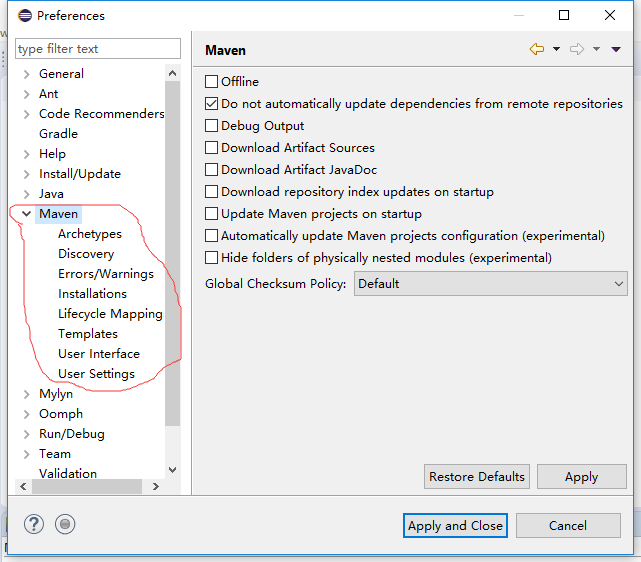 Preferences
type filter text
General
Ant
Code Recommenders
Gradle
Help
Install/Update
Java
Maven
Archetypes
Discovery
Errors/Warnings
Installations
Lifecycle Mapping
Templates
User Interface
User Settings
Mylyn
Oomph
Run/Debug
Team
Validation
Maven
Offline
Do not automatically update dependencies from remote repositories
Debug Output
Download Artifact Sources
Download Artifact JavaDoc
Download repository index updates on startup
Update Maven projects on startup
Automatically update Maven projects configuration (experimental)
Hide folders of physically nested modules (experimental)
Global Checksum Policy: Default
Restore Defaults Apply
Apply and Close Cancel